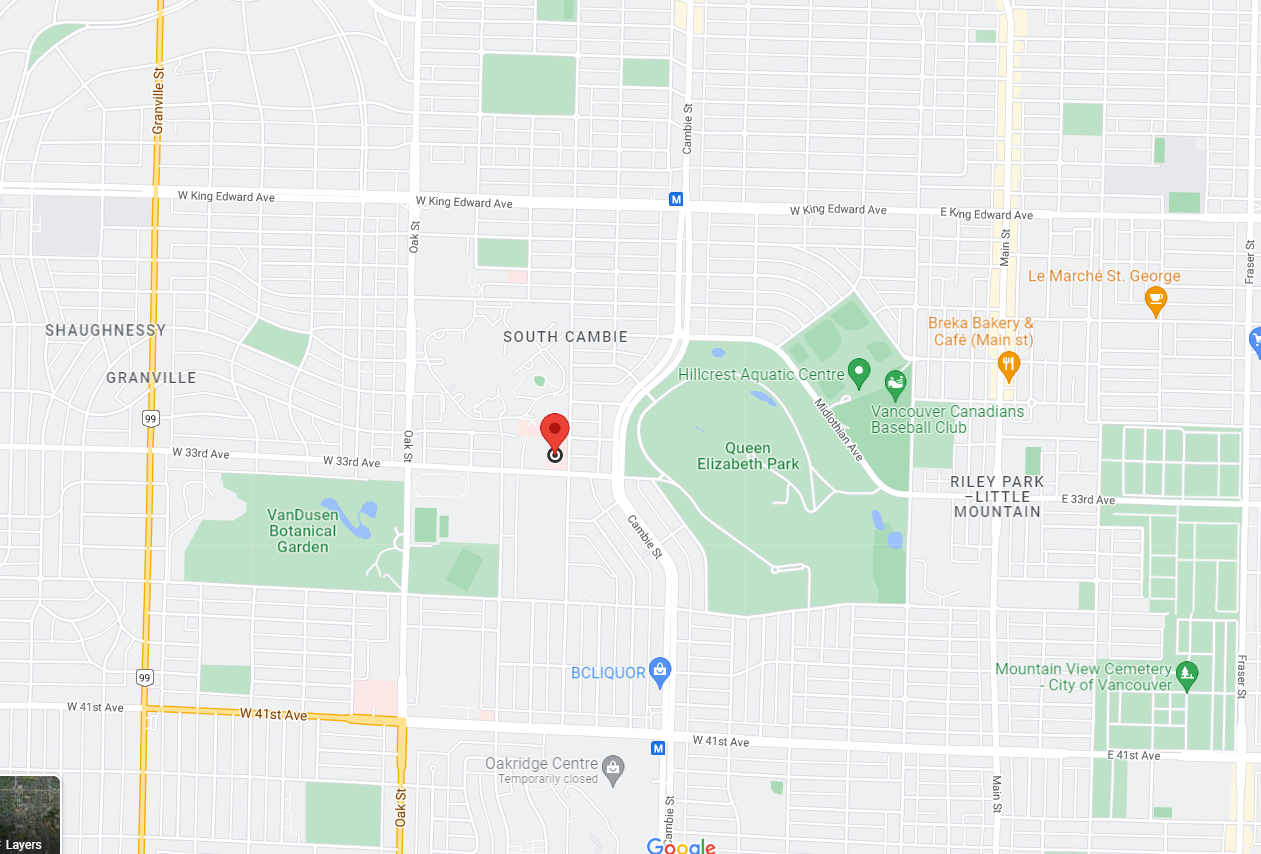 Granville St
Cambie St
W King Edward Ave
W King Edward Ave
M
W King Edward Ave
E King Edward Ave
Oak St
Main St
Fraser St
Le Marché St. George
SHAUGHNESSY
SOUTH CAMBIE
Breka Bakery &
Café (Main st)
GRANVILLE
Hillcrest Aquatic Centre
Vancouver Canadians
Baseball Club
Midlothian Ave
99
Oak St
W 33rd Ave
W 33rd Ave
Queen
Elizabeth Park
RILEY PARK
–LITTLE
MOUNTAIN
E 33rd Ave
VanDusen
Botanical
Garden
Cambie St
BCLIQUOR
Mountain View Cemetery
- City of Vancouver
Fraser St
99
W 41st Ave
W 41st Ave
M
W 41st Ave
E 41st Ave
Oakridge Centre
Temporarily closed
Oak St
Main St
Cambie St
Layers
Google